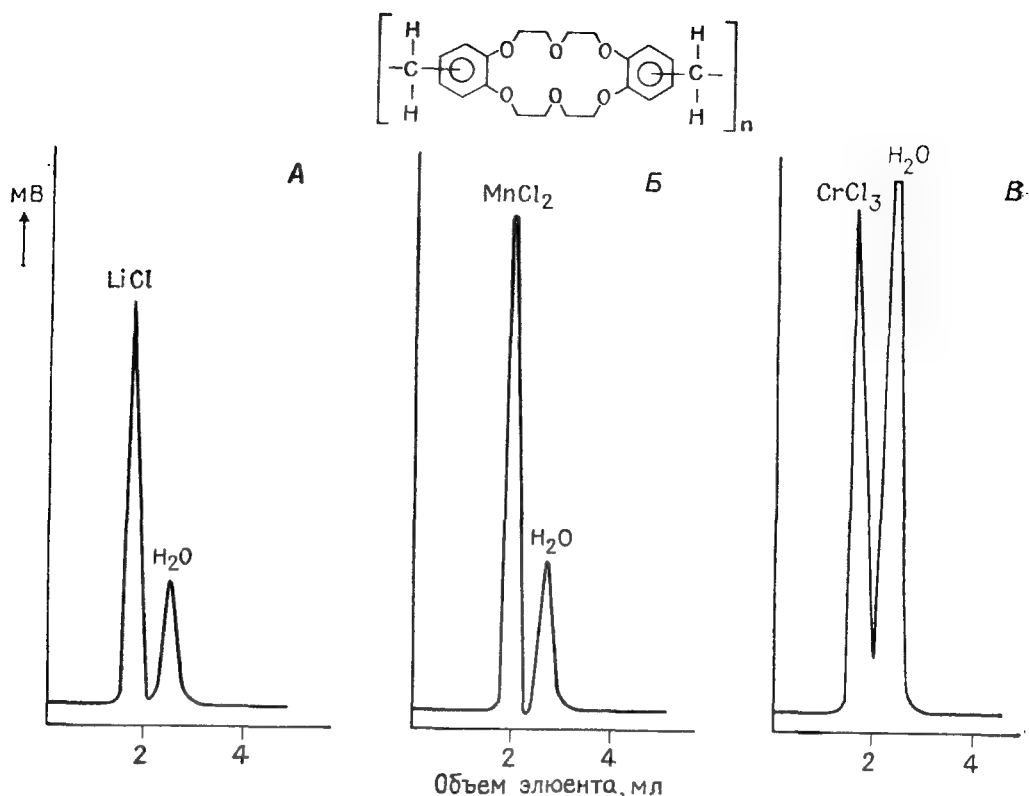 H H
C O O O C
H O O O H
n
А Б В
МВ
LiCl MnCl₂ CrCl₃ H₂O
H₂O H₂O
2 4 2 4 2 4
Объем элюента, мл